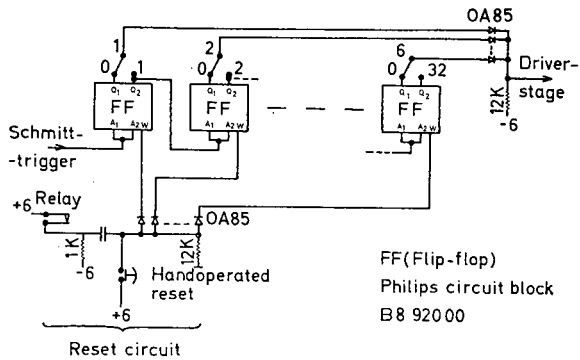 OA85
1 2 6
0 1 0 2 0 32
Q1 Q2 Q1 Q2 Q1 Q2
FF FF FF
A1 A2 W A1 A2 W A1 A2 W
Driver-
stage
12K
-6
Schmitt-
-trigger
+6 Relay
OA85
1K
-6
12K
Handoperated
reset
+6
Reset circuit
FF(Flip-flop)
Philips circuit block
B8 920 00